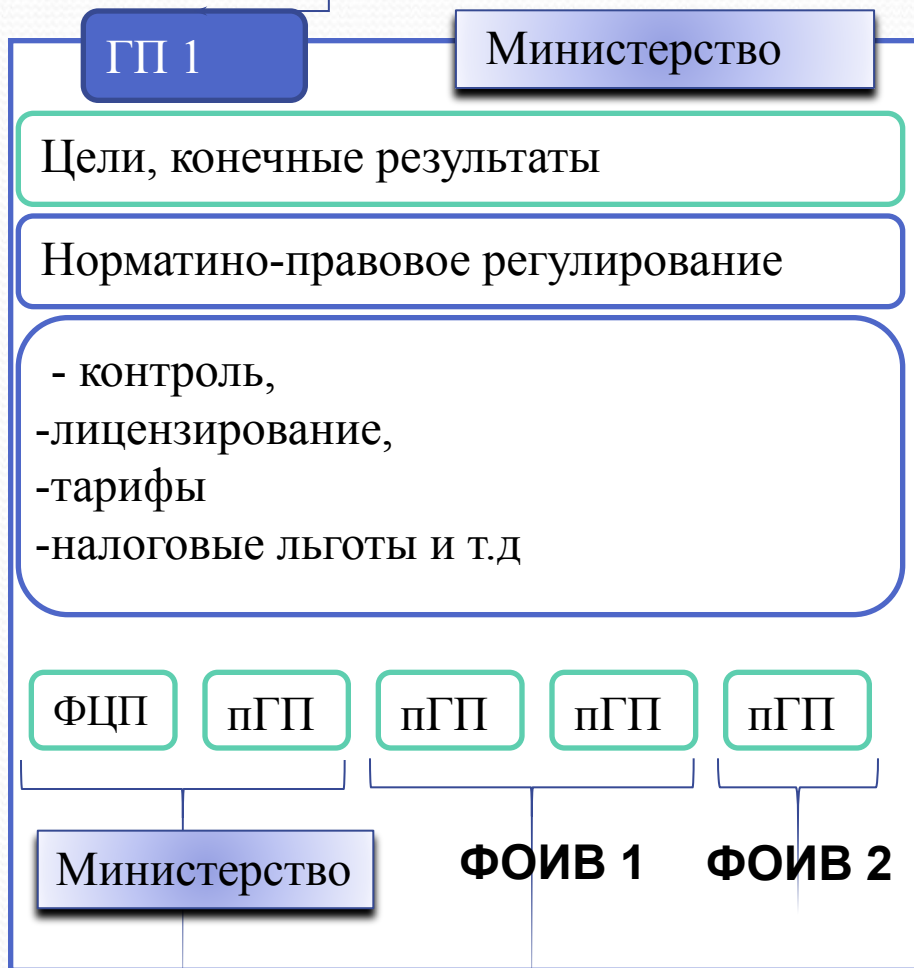 ГП 1
Министерство
Цели, конечные результаты
Норматино-правовое регулирование
- контроль,
-лицензирование,
-тарифы
-налоговые льготы и т.д
ФЦП
пГП
пГП
пГП
пГП
Министерство
ФОИВ 1
ФОИВ 2